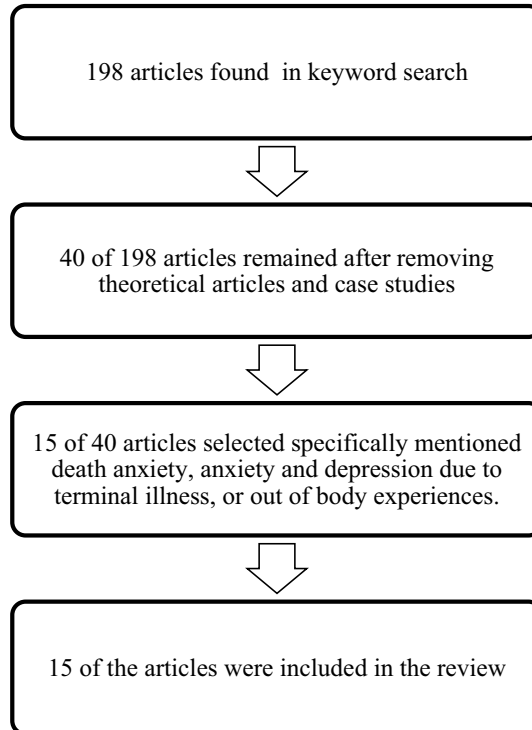 198 articles found in keyword search
40 of 198 articles remained after removing
theoretical articles and case studies
15 of 40 articles selected specifically mentioned
death anxiety, anxiety and depression due to
terminal illness, or out of body experiences.
15 of the articles were included in the review